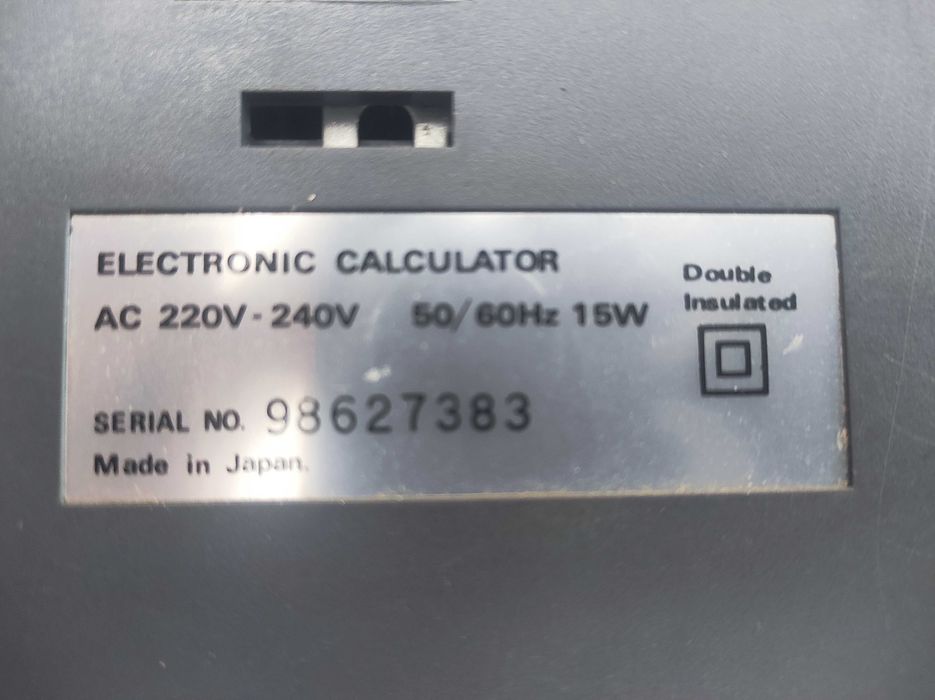 ELECTRONIC CALCULATOR
AC 220V - 240V 50/60Hz 15W
Double
Insulated
SERIAL NO. 98627383
Made in Japan.